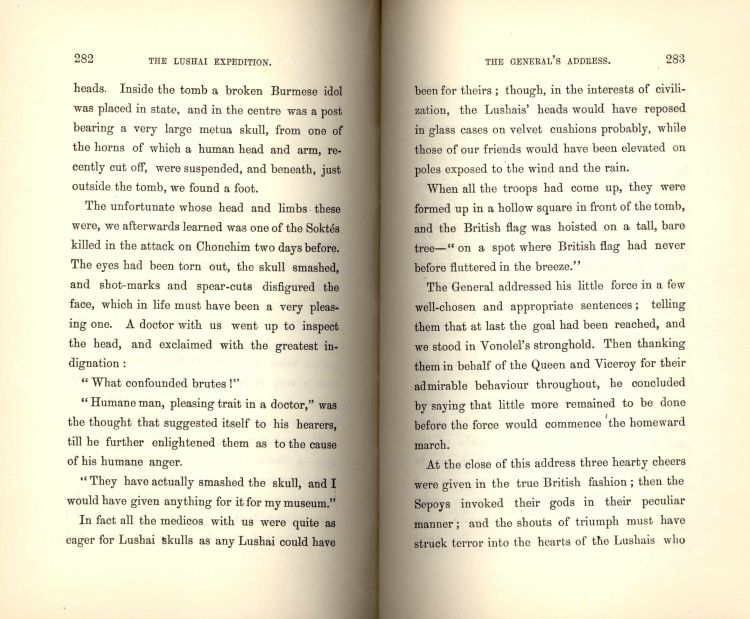 282
THE LUSHAI EXPEDITION.
heads. Inside the tomb a broken Burmese idol
was placed in state, and in the centre was a post
bearing a very large metua skull, from one of
the horns of which a human head and arm, re-
cently cut off, were suspended, and beneath, just
outside the tomb, we found a foot.
The unfortunate whose head and limbs these
were, we afterwards learned was one of the Soktés
killed in the attack on Chonchim two days before.
The eyes had been torn out, the skull smashed,
and shot-marks and spear-cuts disfigured the
face, which in life must have been a very pleas-
ing one. A doctor with us went up to inspect
the head, and exclaimed with the greatest in-
dignation :
“ What confounded brutes !”
“ Humane man, pleasing trait in a doctor,” was
the thought that suggested itself to his hearers,
till he further enlightened them as to the cause
of his humane anger.
“ They have actually smashed the skull, and I
would have given anything for it for my museum.”
In fact all the medicos with us were quite as
eager for Lushai skulls as any Lushai could have
THE GENERAL’S ADDRESS.
283
been for theirs ; though, in the interests of civili-
zation, the Lushais’ heads would have reposed
in glass cases on velvet cushions probably, while
those of our friends would have been elevated on
poles exposed to the wind and the rain.
When all the troops had come up, they were
formed up in a hollow square in front of the tomb,
and the British flag was hoisted on a tall, bare
tree—“ on a spot where British flag had never
before fluttered in the breeze.”
The General addressed his little force in a few
well-chosen and appropriate sentences ; telling
them that at last the goal had been reached, and
we stood in Vonolel’s stronghold. Then thanking
them in behalf of the Queen and Viceroy for their
admirable behaviour throughout, he concluded
by saying that little more remained to be done
before the force would commence the homeward
march.
At the close of this address three hearty cheers
were given in the true British fashion ; then the
Sepoys invoked their gods in their peculiar
manner ; and the shouts of triumph must have
struck terror into the hearts of the Lushais who